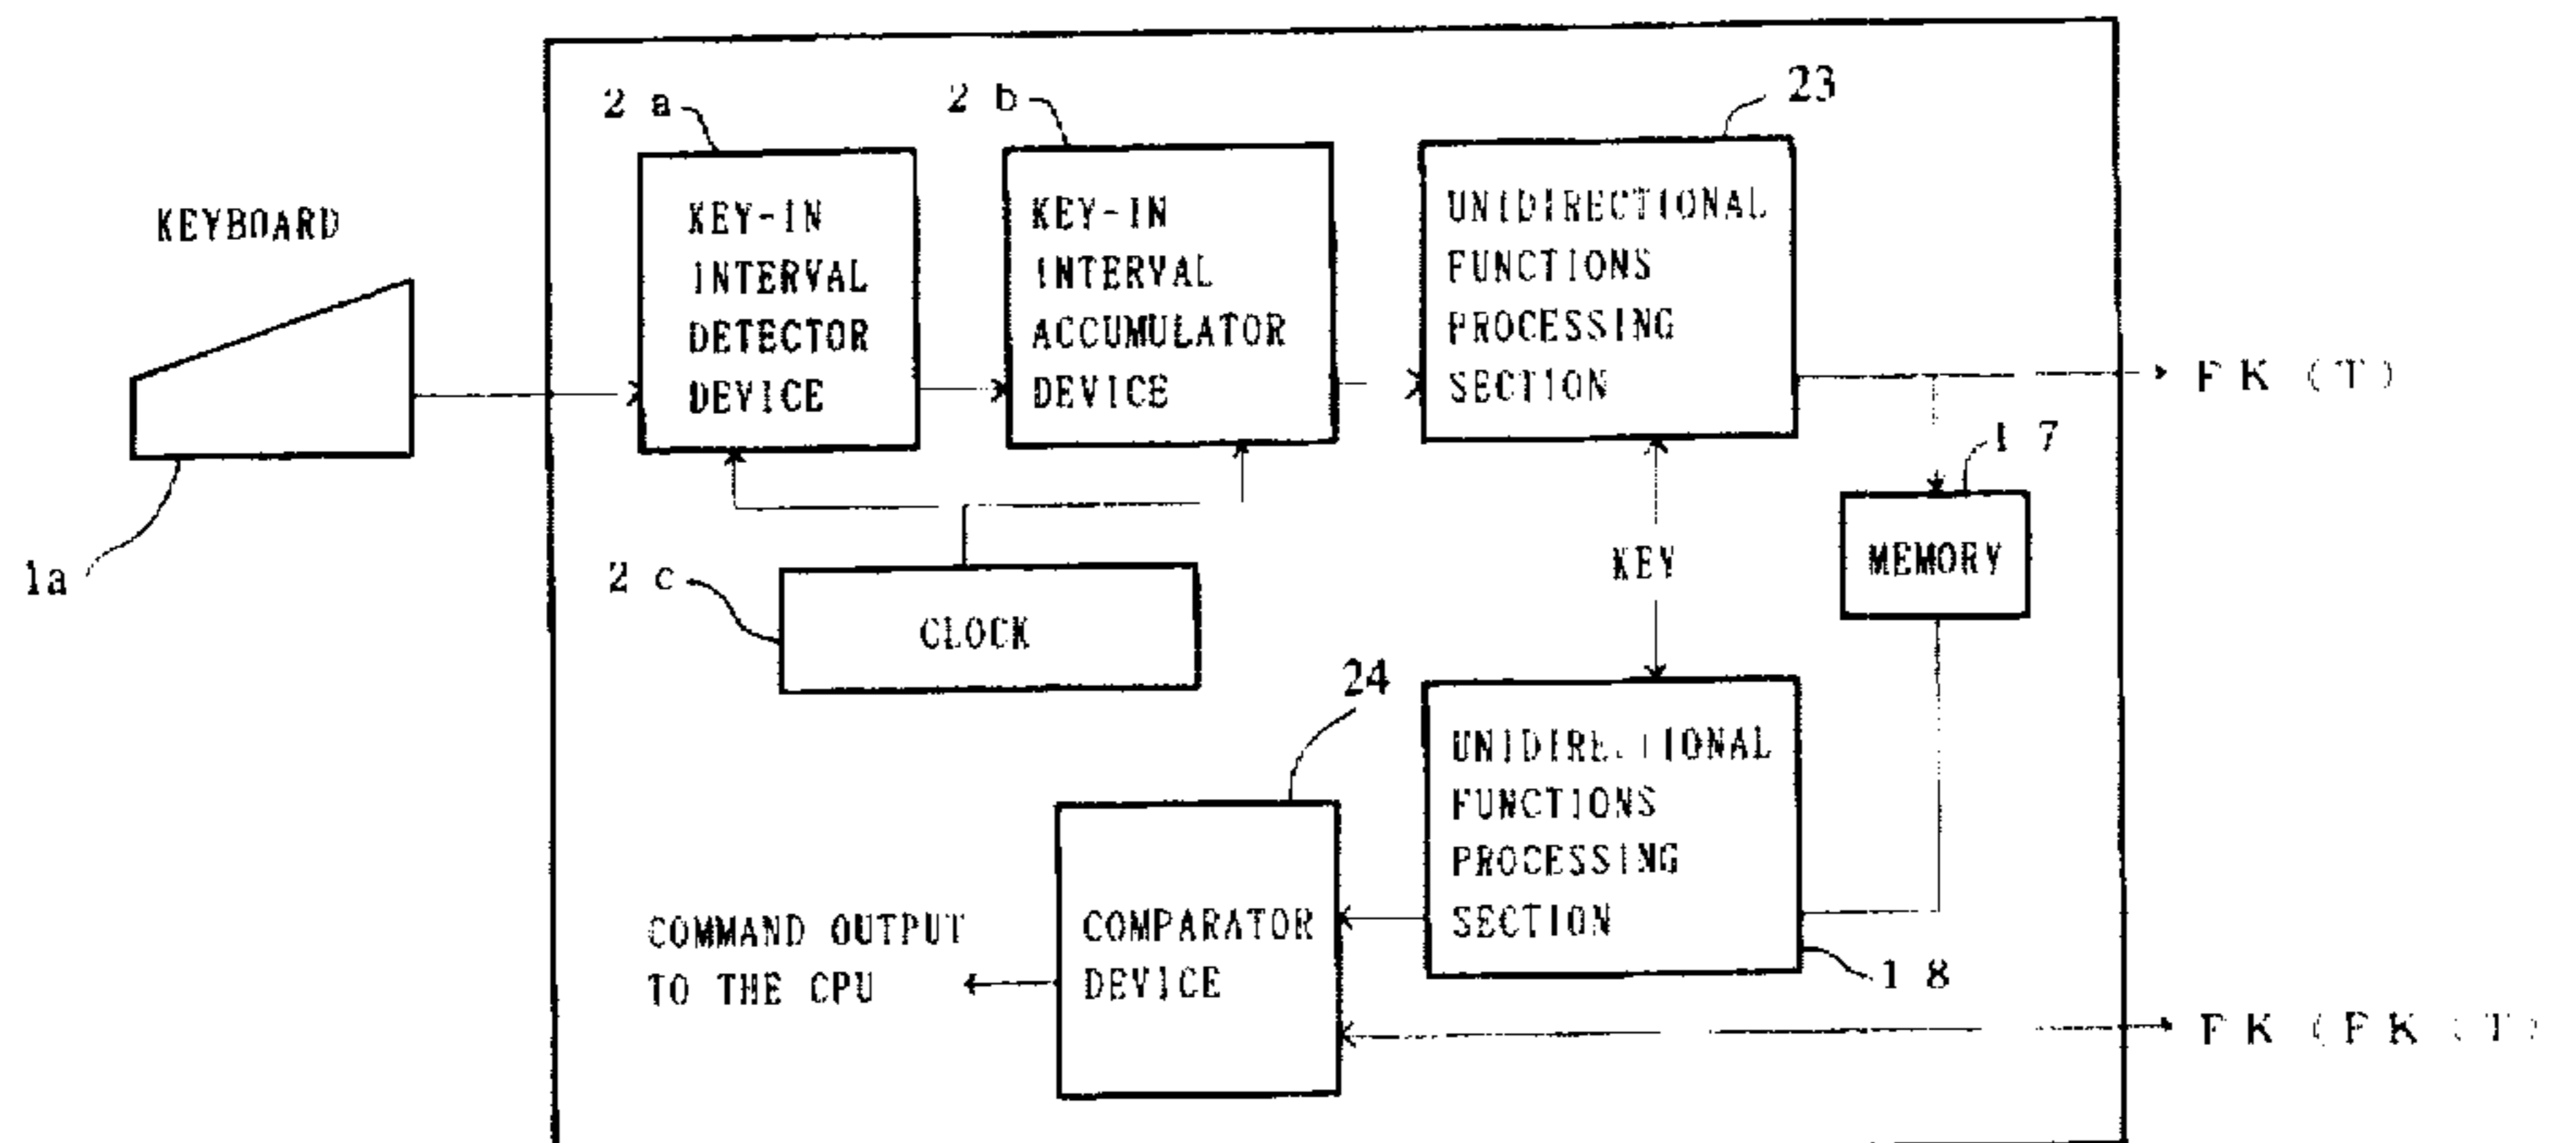 2 a
2 b
23
KEYBOARD
KEY-IN
INTERVAL
DETECTOR
DEVICE
KEY-IN
INTERVAL
ACCUMULATOR
DEVICE
UNIDIRECTIONAL
FUNCTIONS
PROCESSING
SECTION
F K ( T )
1 7
1a
2 c
CLOCK
KEY
MEMORY
24
UNIDIRECTIONAL
FUNCTIONS
PROCESSING
SECTION
COMPARATOR
DEVICE
COMMAND OUTPUT
TO THE CPU
1 8
F K ( F K ( T )